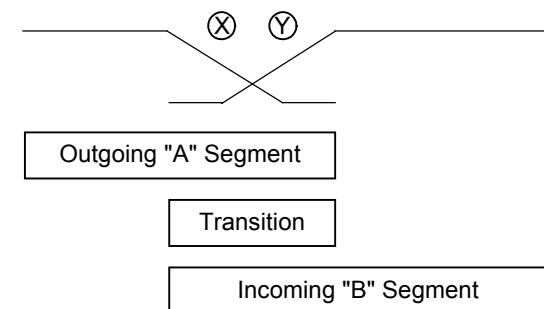 X Y
Outgoing "A" Segment
Transition
Incoming "B" Segment